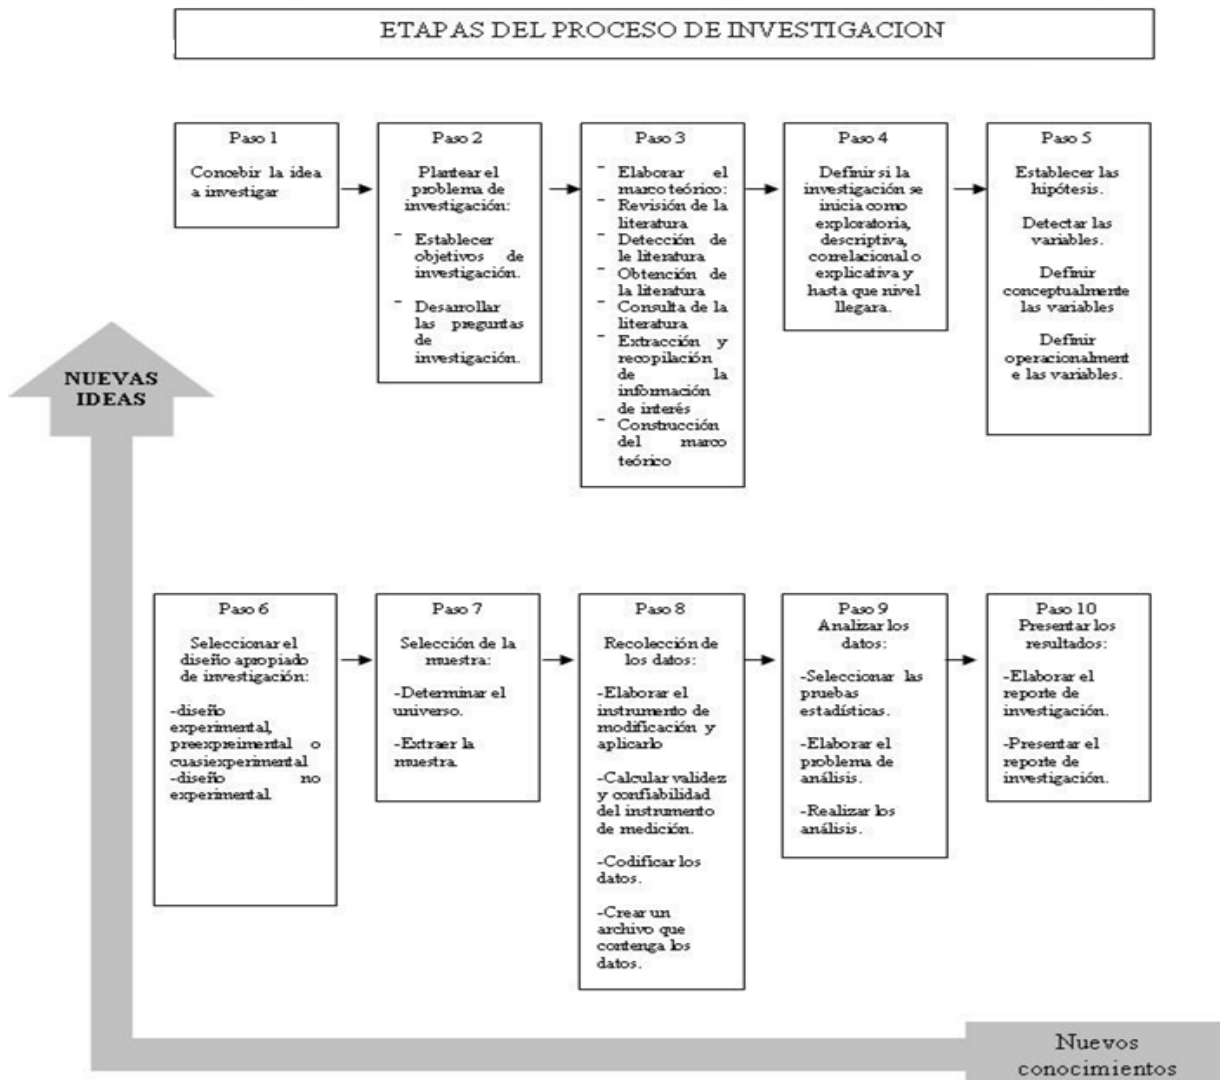 ETAPAS DEL PROCESO DE INVESTIGACION
Paso 1
Concebir la idea
a investigar
Paso 2
Plantear el
problema de
investigación:
- Establecer
objetivos de
investigación.
- Desarrollar
las preguntas
de
investigación.
Paso 3
- Elaborar el
marco teórico:
- Revisión de la
literatura
- Detección de
le literatura
- Obtención de
la literatura
- Consulta de la
literatura
- Extracción y
recopilación
de la
información
de interés
- Construcción
del marco
teórico
Paso 4
Definir si la
investigación se
inicia como
exploratoria,
descriptiva,
correlacional o
explicativa y
hasta que nivel
llegara.
Paso 5
Establecer las
hipótesis.
Detectar las
variables.
Definir
conceptualmente
las variables
Definir
operacionalment
e las variables.
NUEVAS
IDEAS
Paso 6
Seleccionar el
diseño apropiado
de investigación:
-diseño
experimental,
preexpreimental o
cuasiexperimental
-diseño no
experimental.
Paso 7
Selección de la
muestra:
-Determinar el
universo.
-Extraer la
muestra.
Paso 8
Recolección de
los datos:
-Elaborar el
instrumento de
modificación y
aplicarlo
-Calcular validez
y confiabilidad
del instrumento
de medición.
-Codificar los
datos.
-Crear un
archivo que
contenga los
datos.
Paso 9
Analizar los
datos:
-Seleccionar las
pruebas
estadísticas.
-Elaborar el
problema de
análisis.
-Realizar los
análisis.
Paso 10
Presentar los
resultados:
-Elaborar el
reporte de
investigación.
-Presentar el
reporte de
investigación.
Nuevos
conocimientos